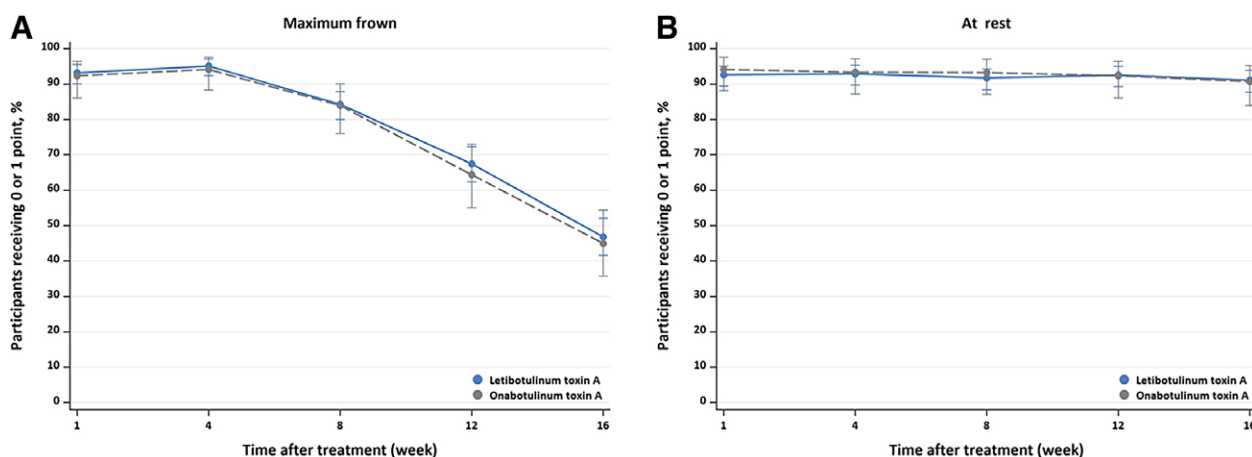 A
Maximum frown
Participants receiving 0 or 1 point, %
100
90
80
70
60
50
40
30
20
10
0
Letibotulinum toxin A
Onabotulinum toxin A
1
4
8
12
16
Time after treatment (week)
B
At rest
Participants receiving 0 or 1 point, %
100
90
80
70
60
50
40
30
20
10
0
Letibotulinum toxin A
Onabotulinum toxin A
1
4
8
12
16
Time after treatment (week)